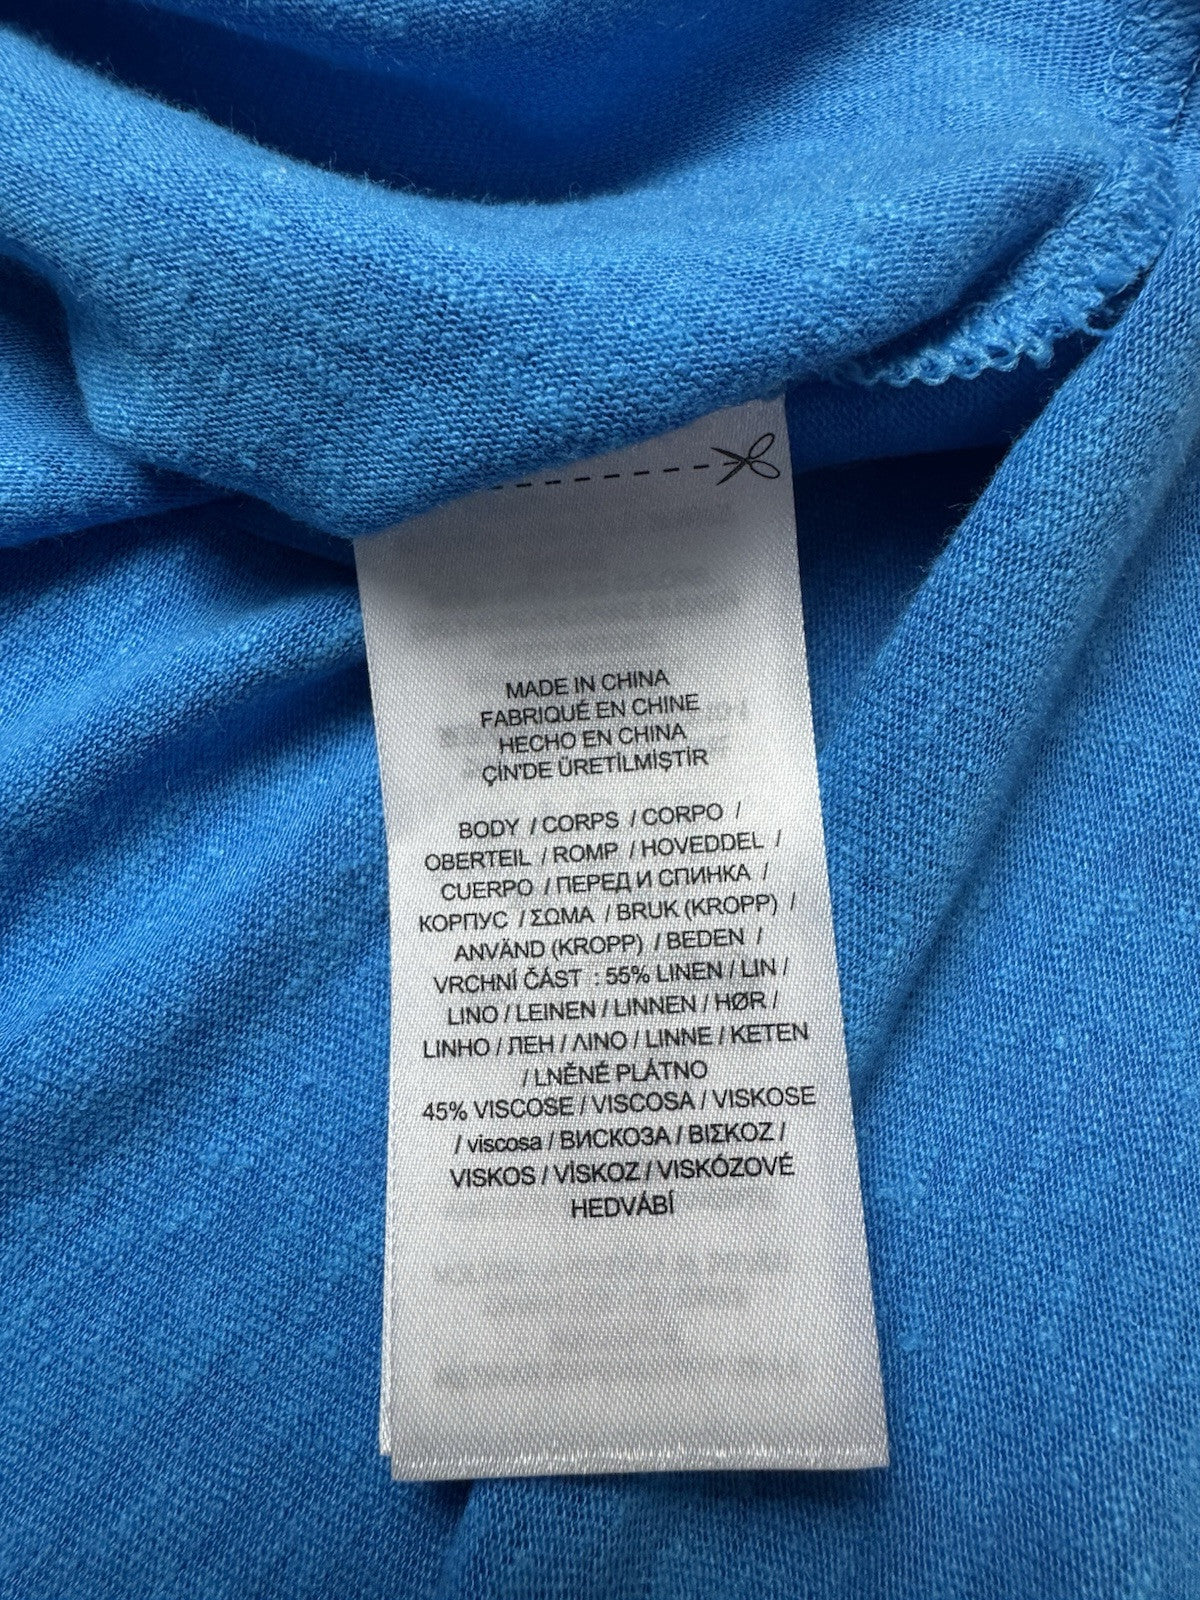 MADE IN CHINA
FABRIQUÉ EN CHINE
HECHO EN CHINA
ÇİN'DE ÜRETİLMİŞTİR
BODY / CORPS / CORPO /
OBERTEIL / ROMP / HOVEDDEL /
CUERPO / ПЕРЕД И СПИНКА /
КОРПУС / ΣΩΜΑ / BRUK (KROPP) /
ANVÄND (KROPP) / BEDEN /
VRCHNÍ ČÁST : 55% LINEN / LIN /
LINO / LEINEN / LINNEN / HØR /
LINHO / ЛЕН / ΛΙΝΟ / LINNE / KETEN
/ LNĚNÉ PLÁTNO
45% VISCOSE / VISCOSA / VISKOSE
/ viscosa / ВИСКОЗА / ΒΙΣΚΟΖ /
VISKOS / VİSKOZ / VISKÓZOVÉ
HEDVÁBÍ